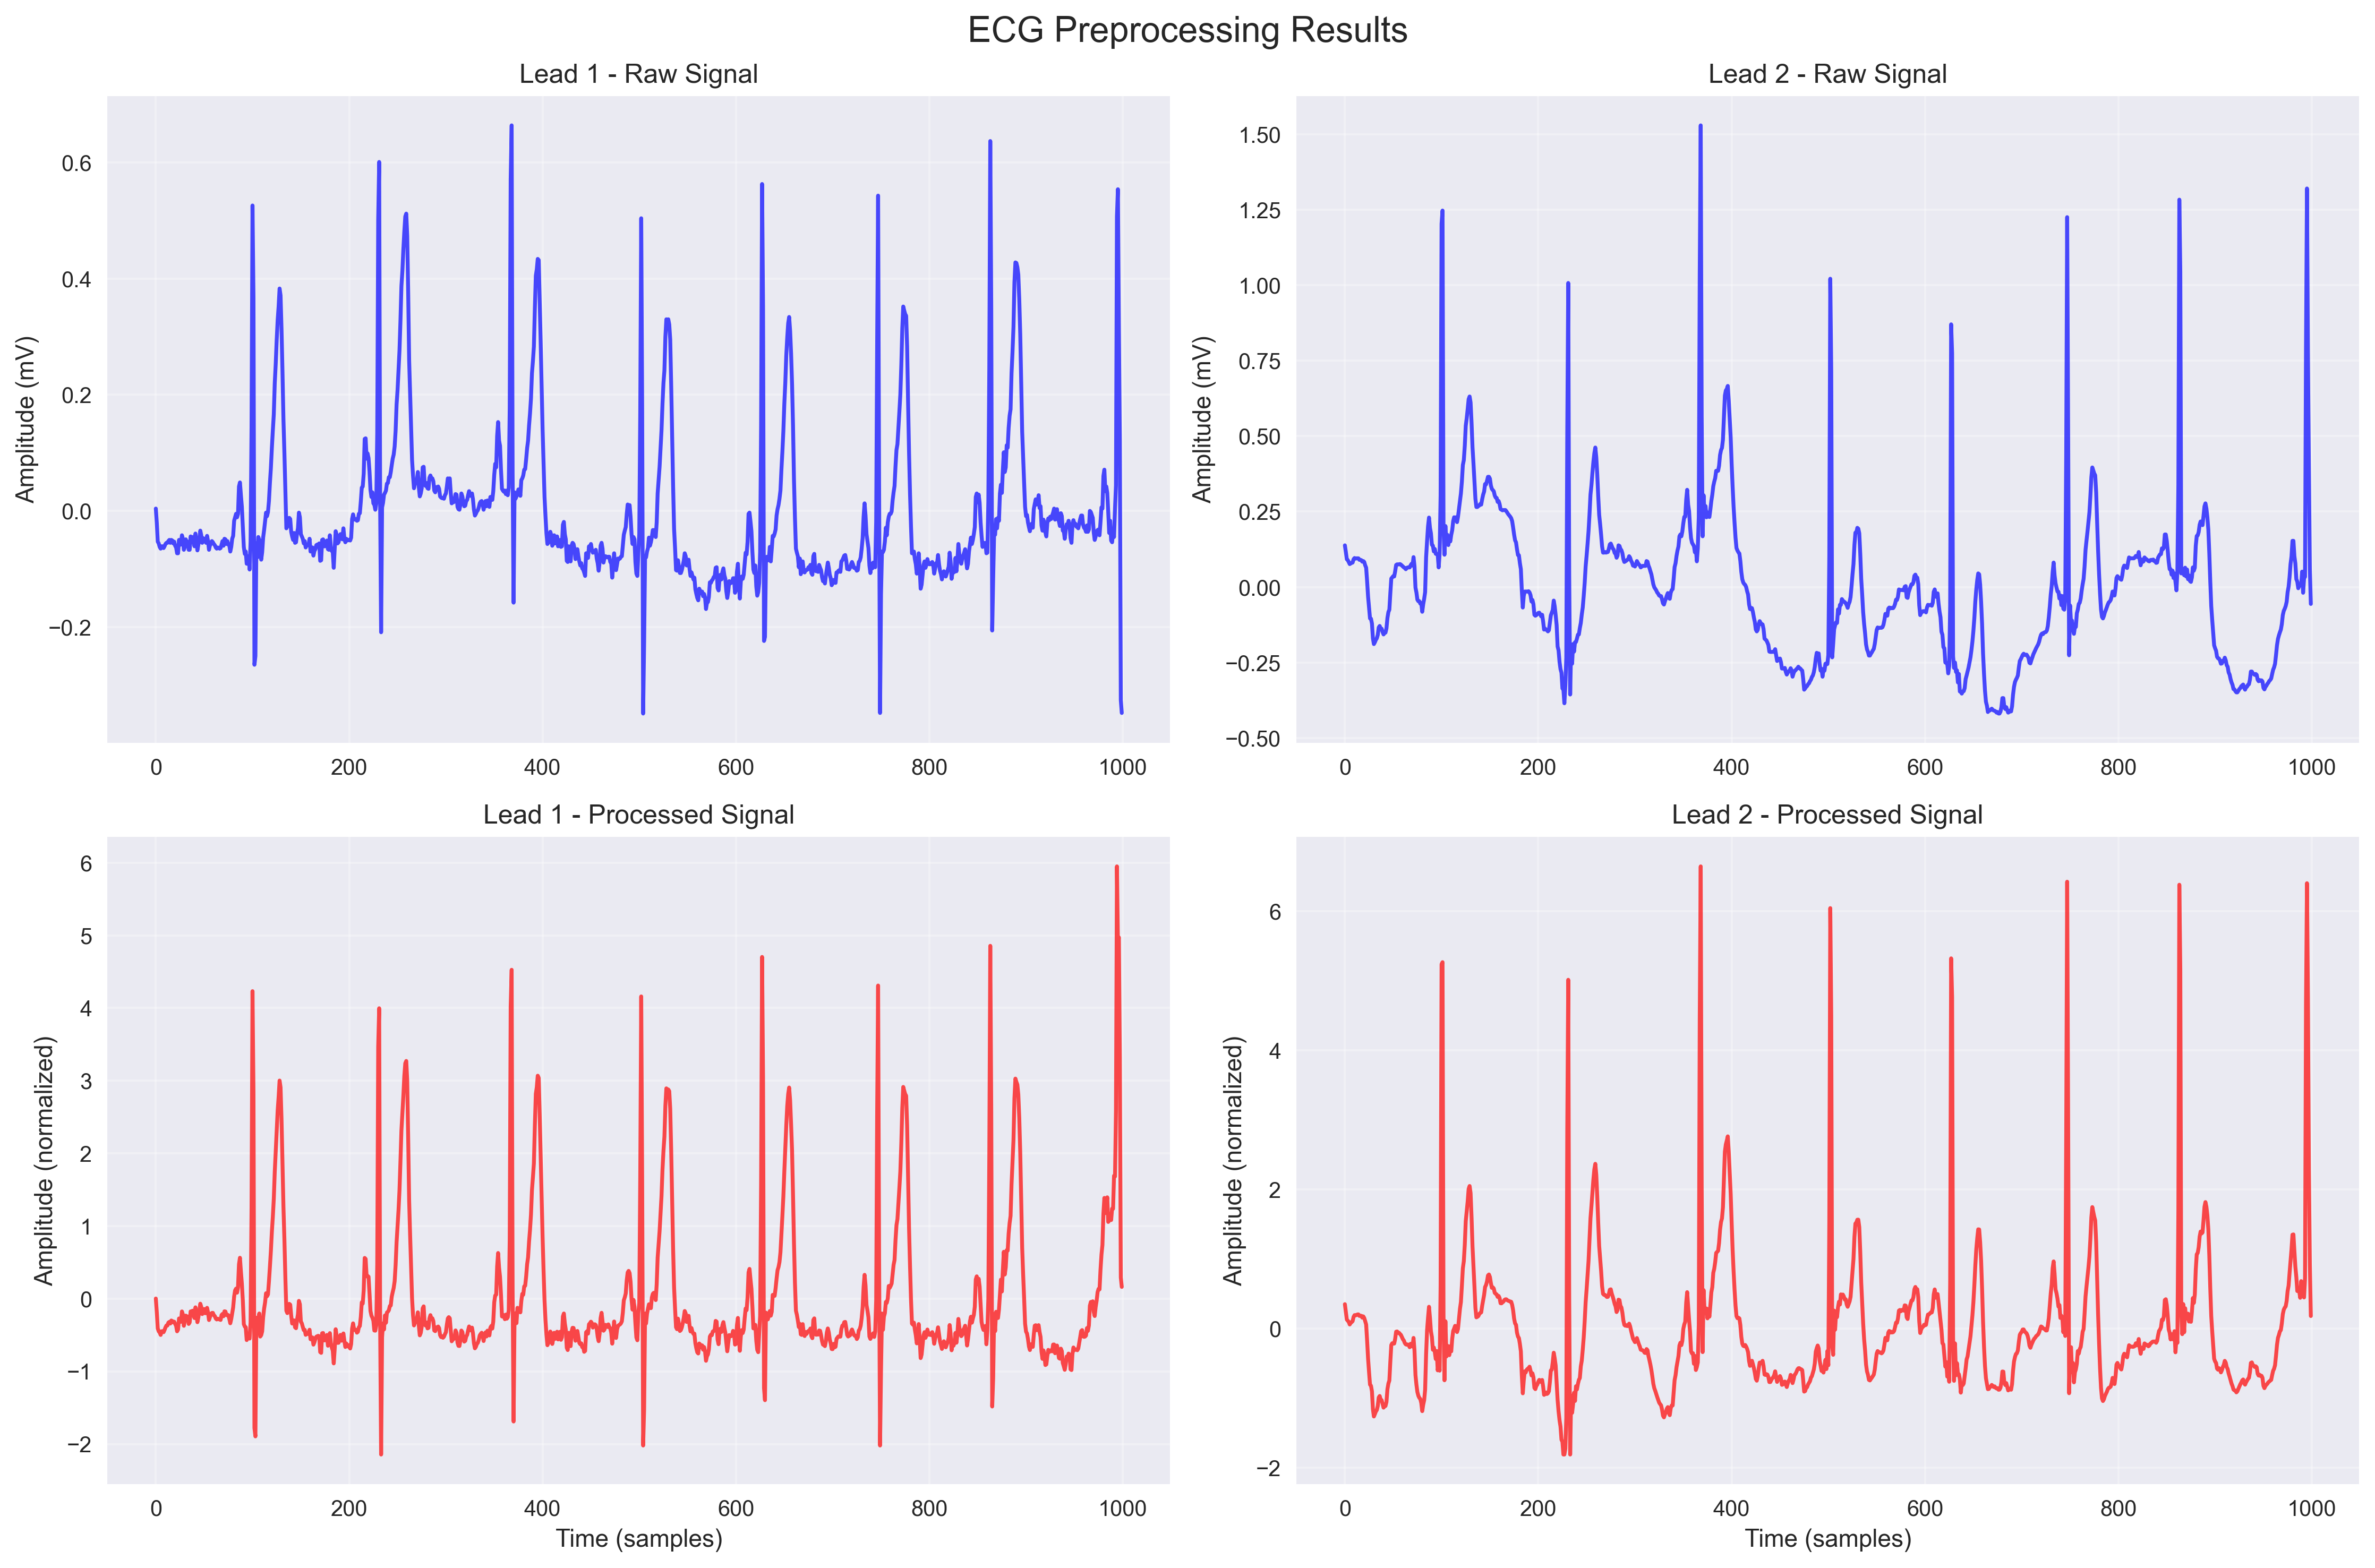 ECG Preprocessing Results
Lead 1 - Raw Signal
Amplitude (mV)
0.6
0.4
0.2
0.0
−0.2
0 200 400 600 800 1000
Lead 2 - Raw Signal
Amplitude (mV)
1.50
1.25
1.00
0.75
0.50
0.25
0.00
−0.25
−0.50
0 200 400 600 800 1000
Lead 1 - Processed Signal
Amplitude (normalized)
6
5
4
3
2
1
0
−1
−2
0 200 400 600 800 1000
Time (samples)
Lead 2 - Processed Signal
Amplitude (normalized)
6
4
2
0
−2
0 200 400 600 800 1000
Time (samples)